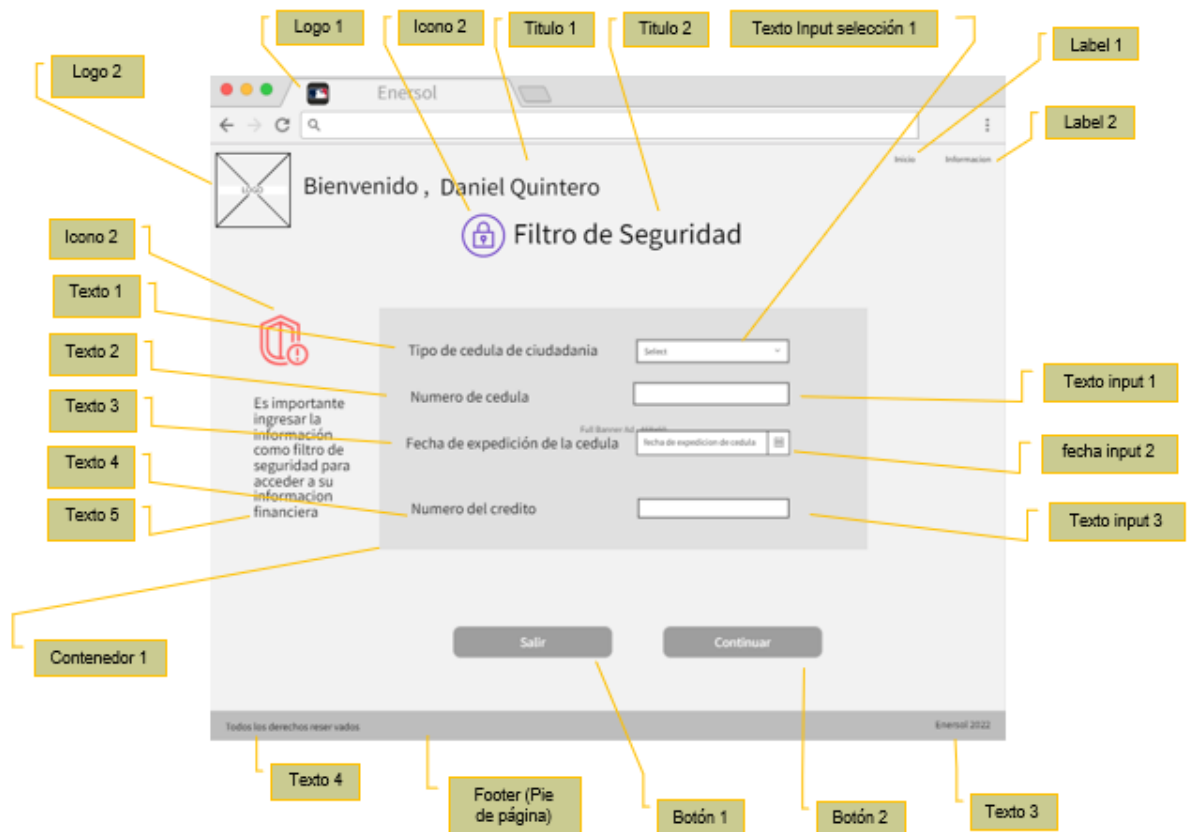 Logo 1
Icono 2
Titulo 1
Titulo 2
Texto Input selección 1
Label 1
Logo 2
Enersol
Label 2
Inicio
Informacion
LOGO
Bienvenido , Daniel Quintero
Filtro de Seguridad
Icono 2
Texto 1
Texto 2
Tipo de cedula de ciudadania
Select
Numero de cedula
Texto input 1
Texto 3
Es importante
ingresar la
información
como filtro de
seguridad para
acceder a su
informacion
financiera
Full Banner Ad
Fecha de expedición de la cedula
fecha de expedicion de cedula
fecha input 2
Texto 4
Texto 5
Numero del credito
Texto input 3
Contenedor 1
Salir
Continuar
Todos los derechos reser vados
Enersol 2022
Texto 4
Footer (Pie
de página)
Botón 1
Botón 2
Texto 3